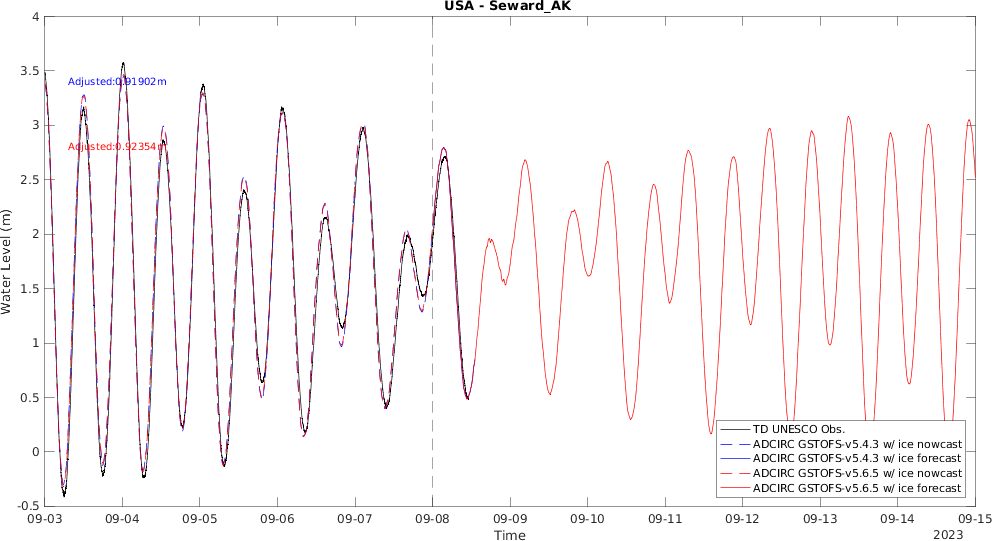 USA - Seward_AK
Water Level (m)
4
3.5
3
2.5
2
1.5
1
0.5
0
-0.5
Adjusted:0.91902m
Adjusted:0.92354m
TD UNESCO Obs.
ADCIRC GSTOFS-v5.4.3 w/ ice nowcast
ADCIRC GSTOFS-v5.4.3 w/ ice forecast
ADCIRC GSTOFS-v5.6.5 w/ ice nowcast
ADCIRC GSTOFS-v5.6.5 w/ ice forecast
09-03 09-04 09-05 09-06 09-07 09-08 09-09 09-10 09-11 09-12 09-13 09-14 09-15
Time
2023